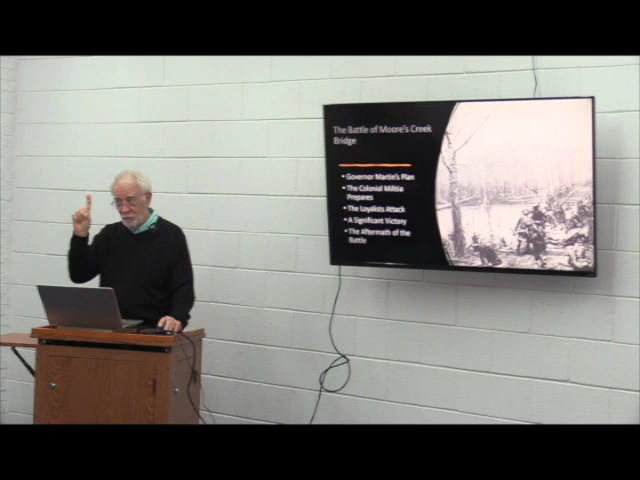 The Battle of Moore's Creek
Bridge
• Governor Martin's Plan
• The Colonial Militia
Prepares
• The Loyalists Attack
• A Significant Victory
• The Aftermath of the
Battle